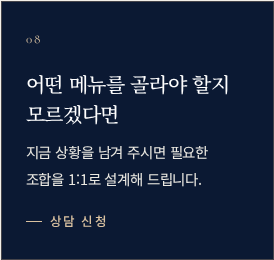 08
어떤 메뉴를 골라야 할지
모르겠다면
지금 상황을 남겨 주시면 필요한
조합을 1:1로 설계해 드립니다.
— 상담 신청